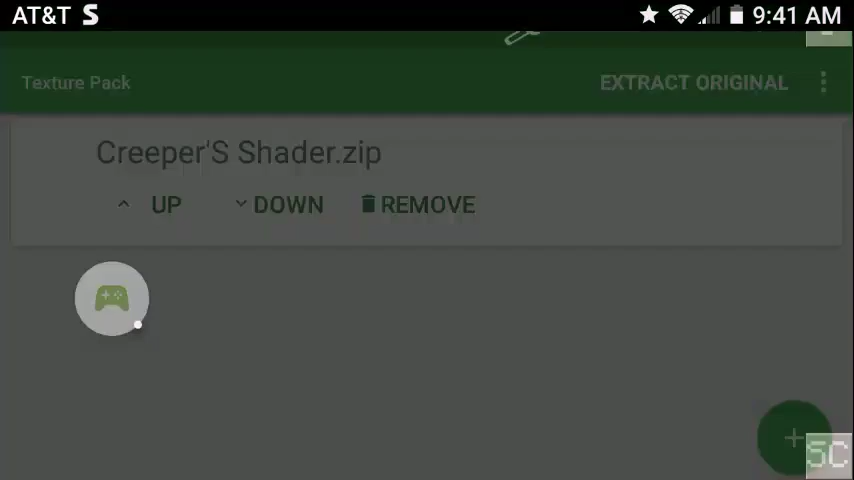 AT&T S 9:41 AM
Texture Pack EXTRACT ORIGINAL
Creeper'S Shader.zip
UP DOWN REMOVE
SC